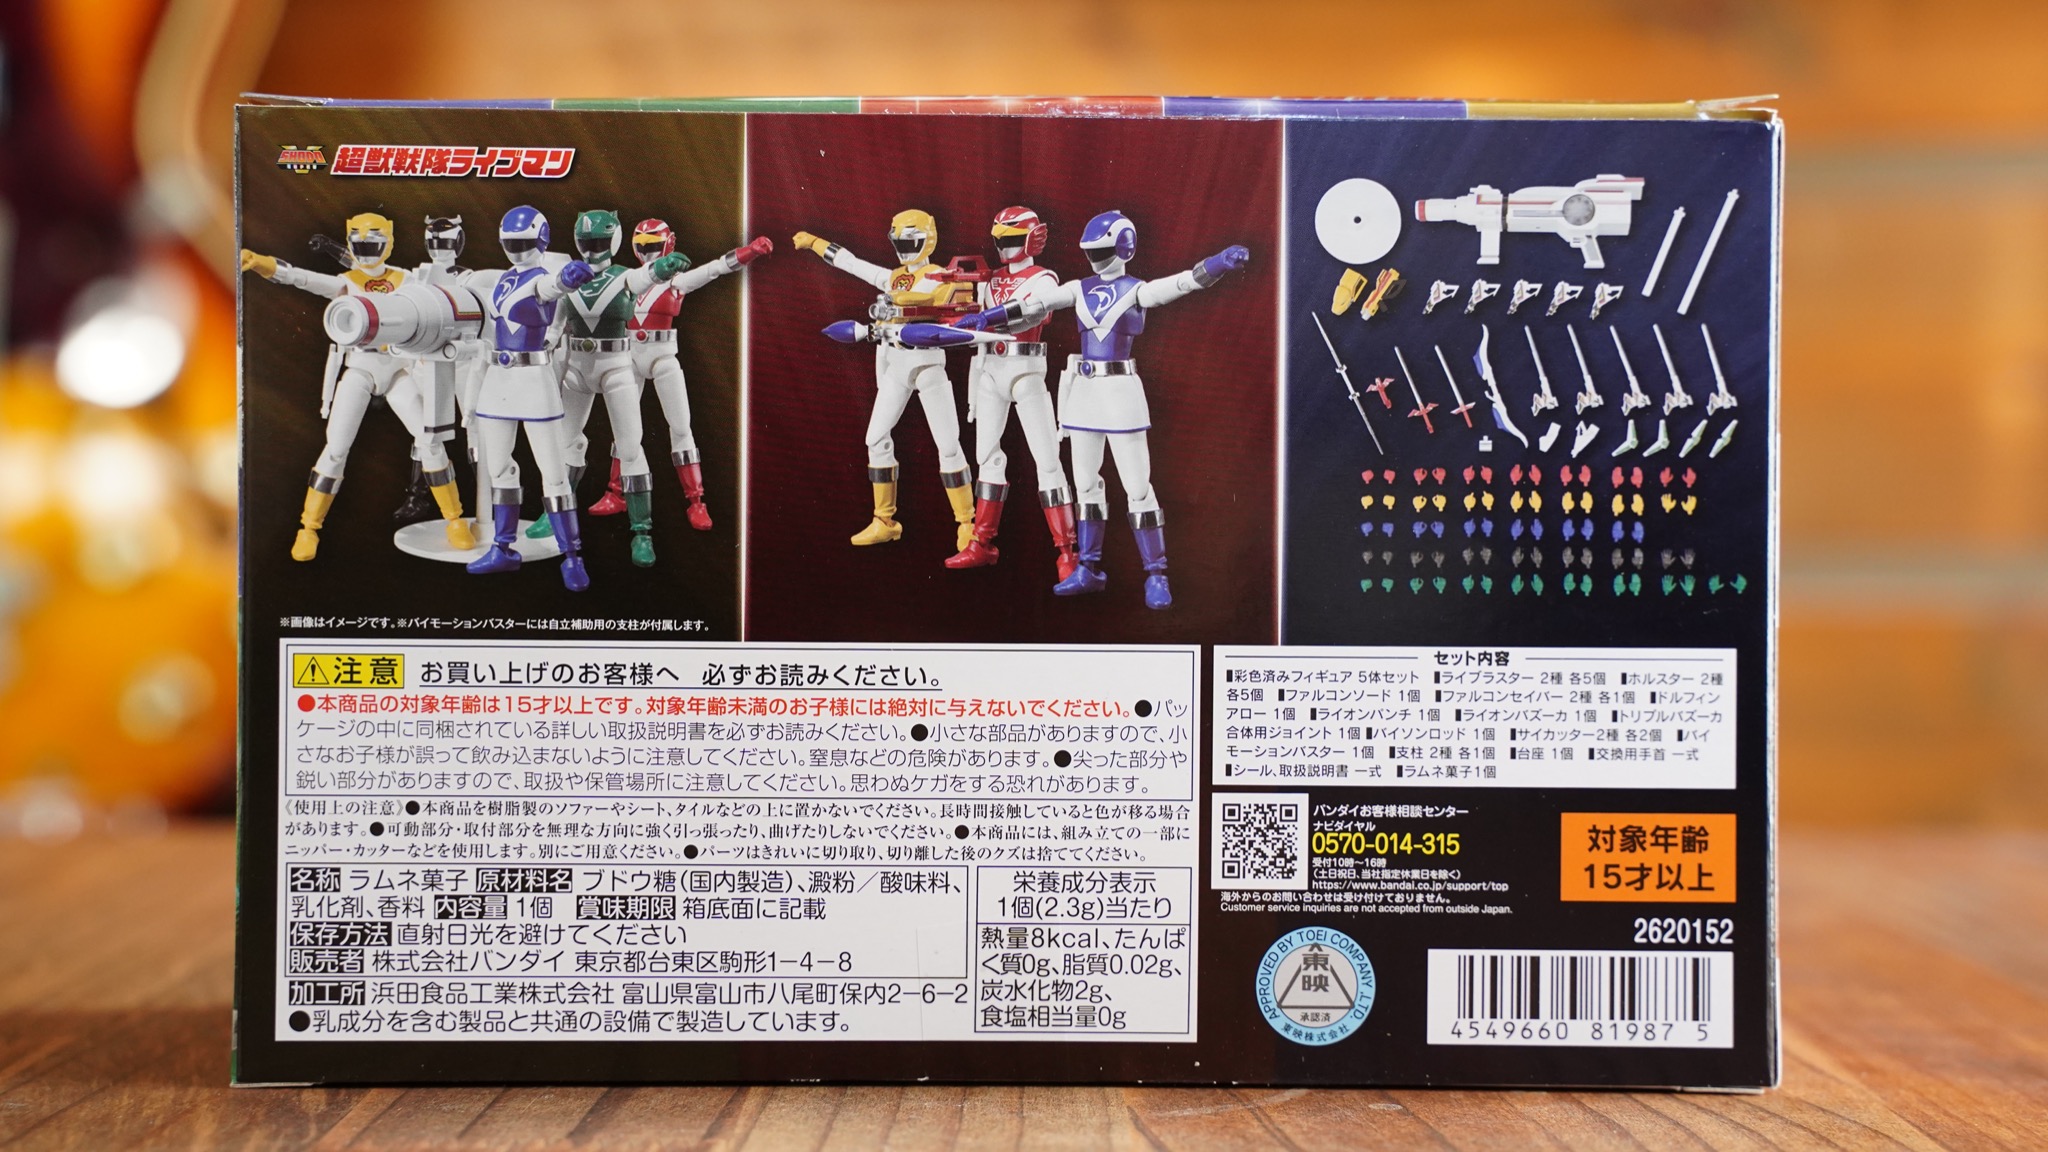 SHODO SUPER 超獣戦隊ライブマン
※画像はイメージです。※バイモーションバスターには自立補助用の支柱が付属します。
注意 お買い上げのお客様へ 必ずお読みください。
●本商品の対象年齢は15才以上です。対象年齢未満のお子様には絶対に与えないでください。●パッ
ケージの中に同梱されている詳しい取扱説明書を必ずお読みください。●小さな部品がありますので、小
さなお子様が誤って飲み込まないように注意してください。窒息などの危険があります。●尖った部分や
鋭い部分がありますので、取扱や保管場所に注意してください。思わぬケガをする恐れがあります。
《使用上の注意》●本商品を樹脂製のソファーやシート、タイルなどの上に置かないでください。長時間接触していると色が移る場合
があります。●可動部分・取付部分を無理な方向に強く引っ張ったり、曲げたりしないでください。●本商品には、組み立ての一部に
ニッパー・カッターなどを使用します。別にご用意ください。●パーツはきれいに切り取り、切り離した後のクズは捨ててください。
名称 ラムネ菓子 原材料名 ブドウ糖(国内製造)、澱粉/酸味料、
乳化剤、香料 内容量 1個 賞味期限 箱底面に記載
保存方法 直射日光を避けてください
販売者 株式会社バンダイ 東京都台東区駒形1-4-8
加工所 浜田食品工業株式会社 富山県富山市八尾町保内2-6-2
●乳成分を含む製品と共通の設備で製造しています。
栄養成分表示
1個(2.3g)当たり
熱量8kcal、たんぱ
く質0g、脂質0.02g、
炭水化物2g、
食塩相当量0g
セット内容
■彩色済みフィギュア 5体セット ■ライブラスター 2種 各5個 ■ホルスター 2種
各5個 ■ファルコンソード 1個 ■ファルコンセイバー 2種 各1個 ■ドルフィン
アロー 1個 ■ライオンパンチ 1個 ■ライオンバズーカ 1個 ■トリプルバズーカ
合体用ジョイント 1個 ■バイソンロッド 1個 ■サイカッター2種 各2個 ■バイ
モーションバスター 1個 ■支柱 2種 各1個 ■台座 1個 ■交換用手首 一式
■シール、取扱説明書 一式 ■ラムネ菓子1個
バンダイお客様相談センター
ナビダイヤル
0570-014-315
受付10時～16時
(土日祝日、当社指定休業日を除く)
https://www.bandai.co.jp/support/top
海外からのお問い合わせは受け付けておりません。
Customer service inquiries are not accepted from outside Japan.
対象年齢
15才以上
2620152
APPROVED BY TOEI COMPANY, LTD.
東映
承認済
東映株式会社
4549660 81987 5